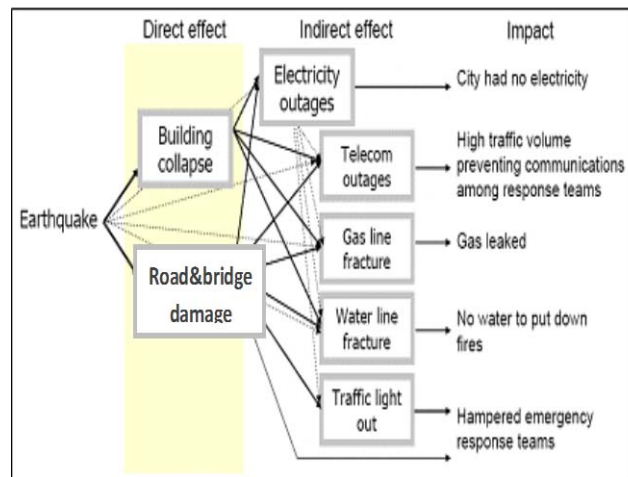 Direct effect
Indirect effect
Impact
Earthquake
Building
collapse
Road&bridge
damage
Electricity
outages
Telecom
outages
Gas line
fracture
Water line
fracture
Traffic light
out
City had no electricity
High traffic volume
preventing communications
among response teams
Gas leaked
No water to put down
fires
Hampered emergency
response teams